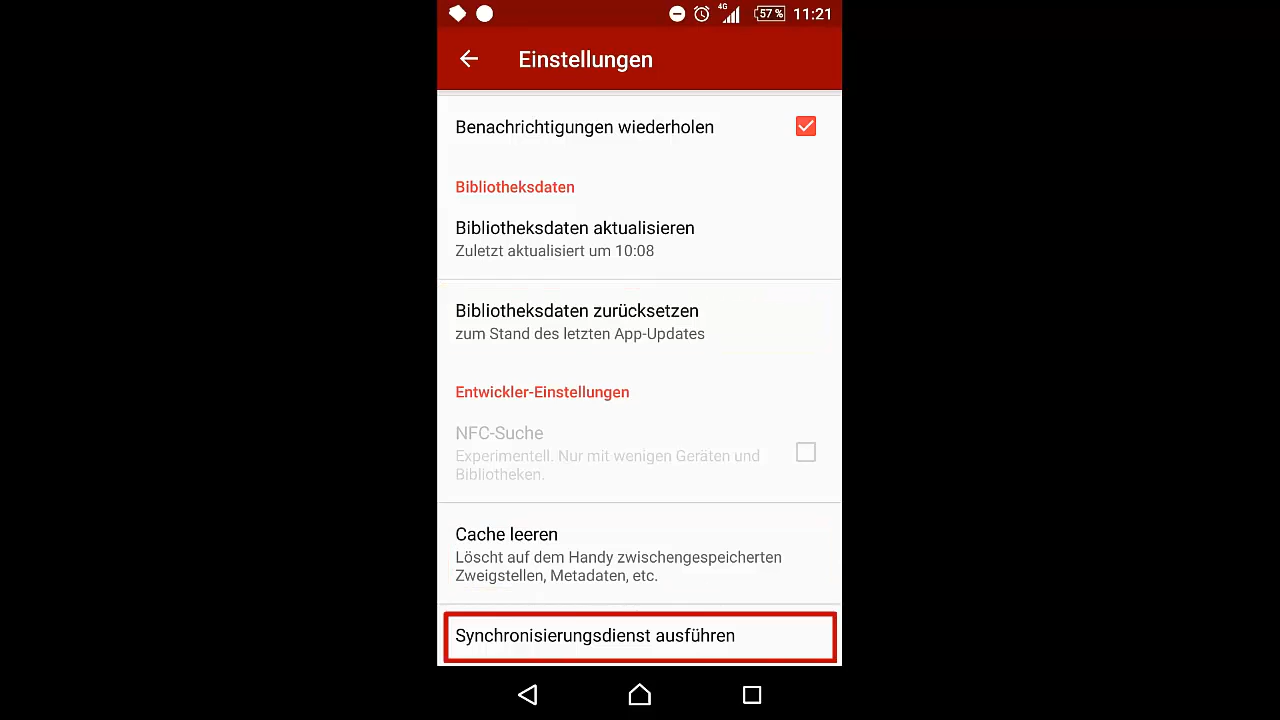 4G 57 % 11:21
Einstellungen
Benachrichtigungen wiederholen
Bibliotheksdaten
Bibliotheksdaten aktualisieren
Zuletzt aktualisiert um 10:08
Bibliotheksdaten zurücksetzen
zum Stand des letzten App-Updates
Entwickler-Einstellungen
NFC-Suche
Experimentell. Nur mit wenigen Geräten und
Bibliotheken.
Cache leeren
Löscht auf dem Handy zwischengespeicherten
Zweigstellen, Metadaten, etc.
Synchronisierungsdienst ausführen